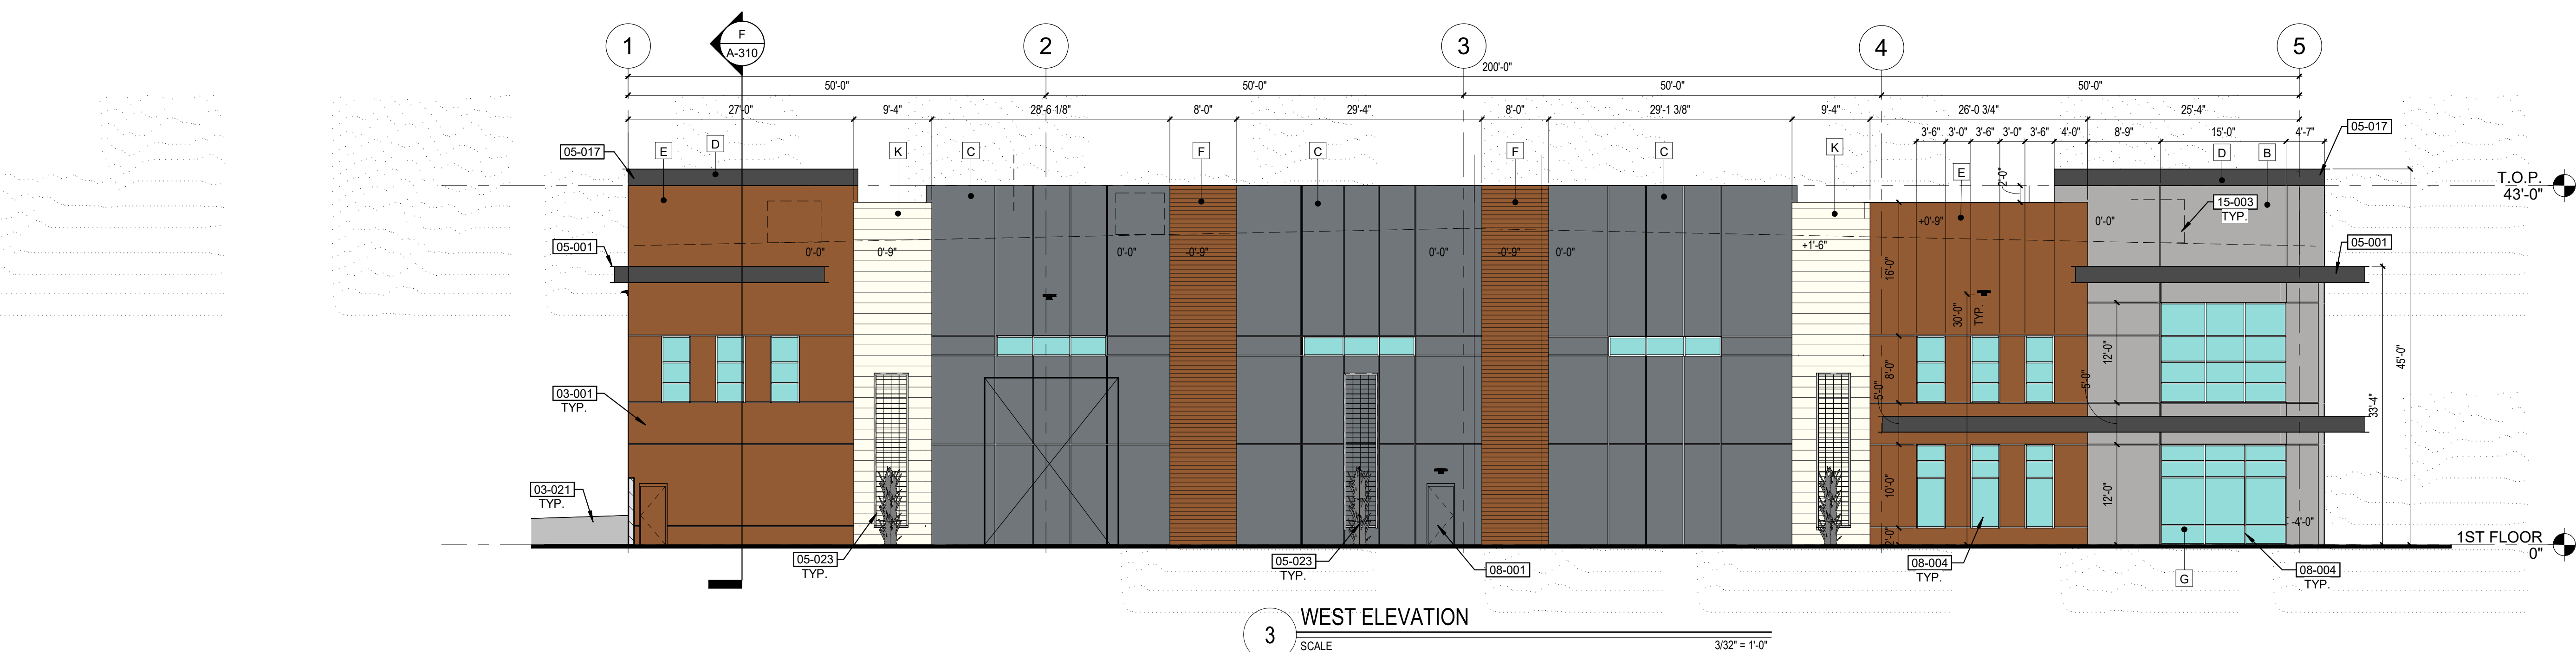 1
F
A-310
2
3
4
5
200'-0"
50'-0"
50'-0"
50'-0"
50'-0"
27'-0"
9'-4"
28'-6 1/8"
8'-0"
29'-4"
8'-0"
29'-1 3/8"
9'-4"
26'-0 3/4"
25'-4"
3'-6"
3'-0"
3'-6"
3'-0"
3'-6"
4'-0"
8'-9"
15'-0"
4'-7"
05-017
E
D
K
C
F
C
F
C
K
E
D
B
05-017
2'-0"
T.O.P.
43'-0"
15-003
TYP.
05-001
0'-0"
0'-9"
0'-0"
-0'-9"
0'-0"
-0'-9"
0'-0"
+1'-6"
+0'-9"
0'-0"
05-001
16'-0"
30'-0"
TYP.
8'-0"
5'-0"
12'-0"
5'-0"
33'-4"
45'-0"
03-001
TYP.
03-021
TYP.
10'-0"
2'-0"
12'-0"
-4'-0"
1ST FLOOR
0"
05-023
TYP.
05-023
TYP.
08-001
08-004
TYP.
G
08-004
TYP.
3
WEST ELEVATION
SCALE
3/32" = 1'-0"